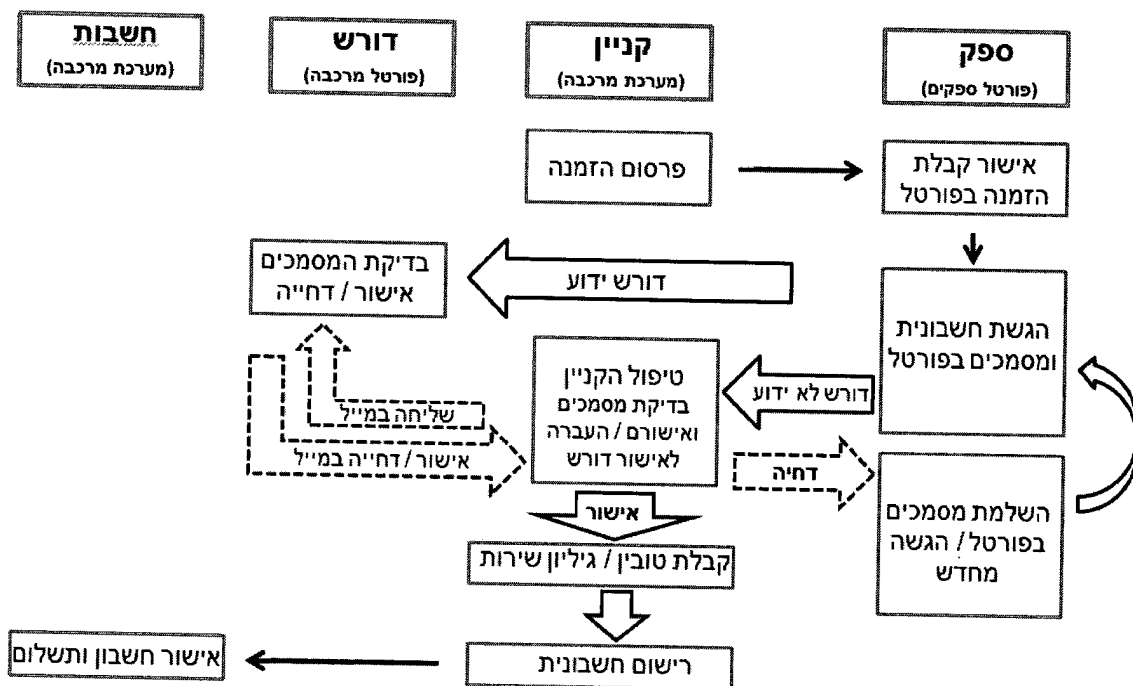 ספק
(פורטל ספקים)
קניין
(מערכת מרכבה)
דורש
(פורטל מרכבה)
חשבות
(מערכת מרכבה)
פרסום הזמנה
אישור קבלת
הזמנה בפורטל
הגשת חשבונית
ומסמכים בפורטל
דורש ידוע
בדיקת המסמכים
אישור / דחייה
דורש לא ידוע
טיפול הקניין
בדיקת מסמכים
ואישורם / העברה
לאישור דורש
שליחה במייל
אישור / דחייה במייל
דחיה
השלמת מסמכים
בפורטל / הגשה
מחדש
אישור
קבלת טובין / גיליון שירות
רישום חשבונית
אישור חשבון ותשלום